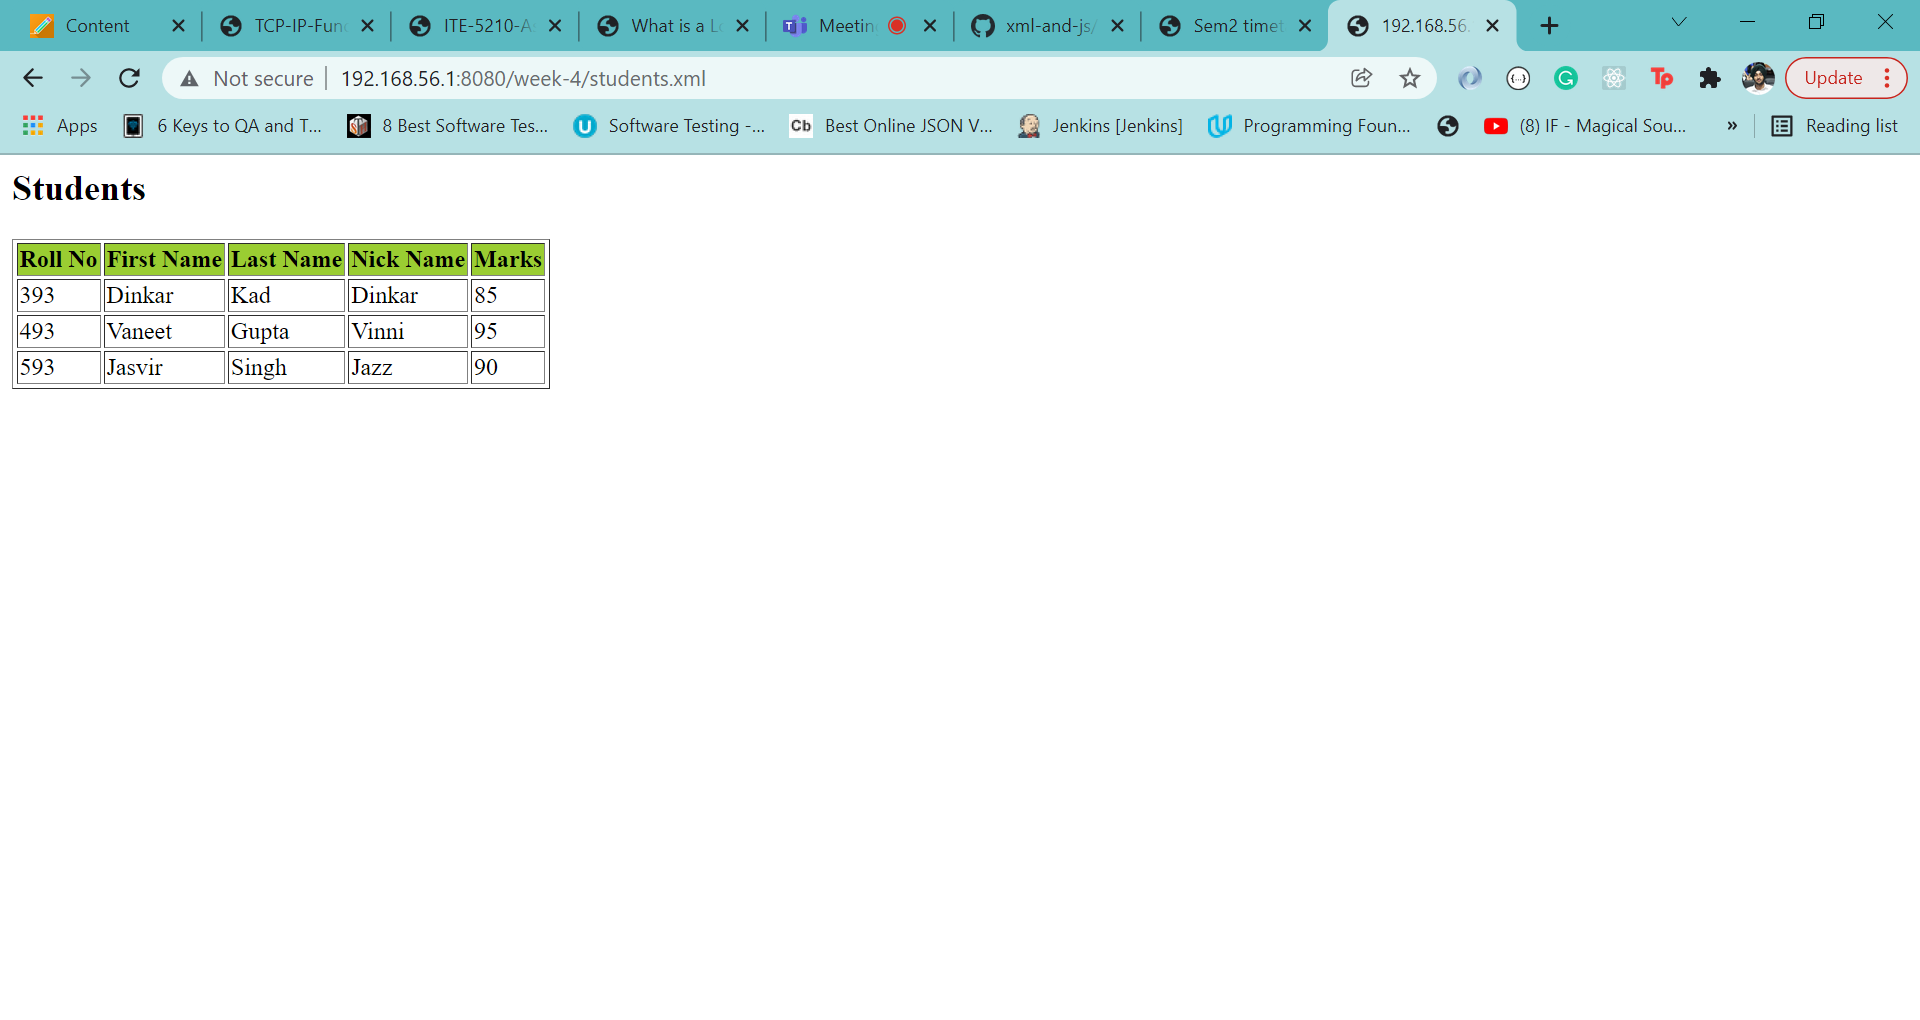 Content TCP-IP-Fun ITE-5210-A What is a L Meetin xml-and-js/ Sem2 timet 192.168.56.
Not secure 192.168.56.1:8080/week-4/students.xml Tp Update
Apps 6 Keys to QA and T... 8 Best Software Tes... U Software Testing -... Cb Best Online JSON V... Jenkins [Jenkins] Programming Foun... (8) IF - Magical Sou... » Reading list
Students
Roll No First Name Last Name Nick Name Marks
393 Dinkar Kad Dinkar 85
493 Vaneet Gupta Vinni 95
593 Jasvir Singh Jazz 90